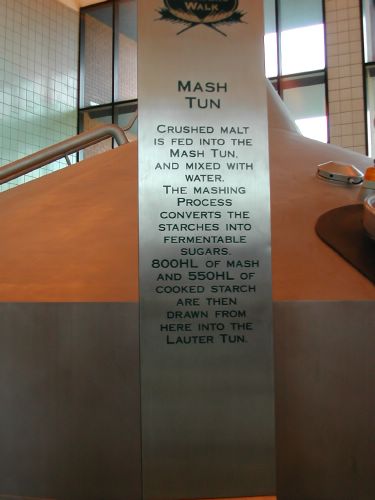 Walk
Mash
Tun
Crushed malt
is fed into the
Mash Tun,
and mixed with
water.
The mashing
Process
converts the
starches into
fermentable
sugars.
800HL of mash
and 550HL of
cooked starch
are then
drawn from
here into the
Lauter Tun.